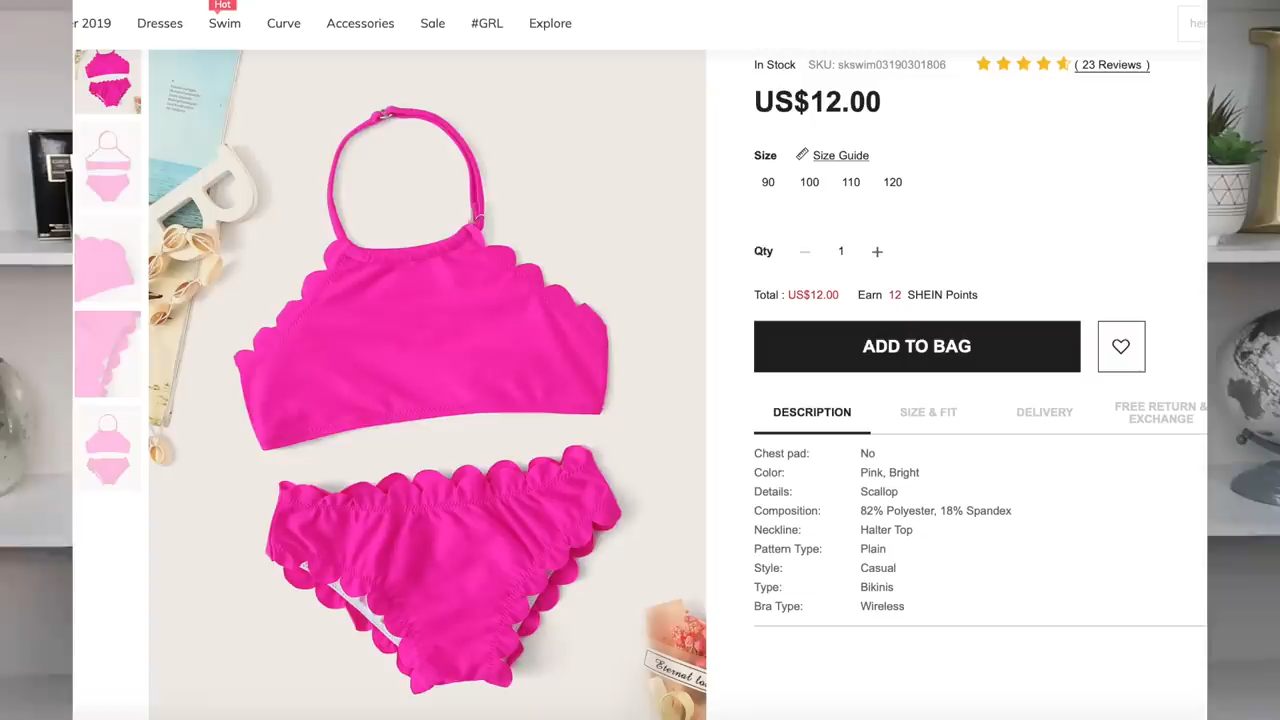 Hot
r 2019 Dresses Swim Curve Accessories Sale #GRL Explore
her
In Stock SKU: skswim03190301806 ( 23 Reviews )
US$12.00
Size Size Guide
90 100 110 120
Qty 1
Total : US$12.00 Earn 12 SHEIN Points
ADD TO BAG
DESCRIPTION SIZE & FIT DELIVERY FREE RETURN &
EXCHANGE
Chest pad: No
Color: Pink, Bright
Details: Scallop
Composition: 82% Polyester, 18% Spandex
Neckline: Halter Top
Pattern Type: Plain
Style: Casual
Type: Bikinis
Bra Type: Wireless
R
Eternal lo